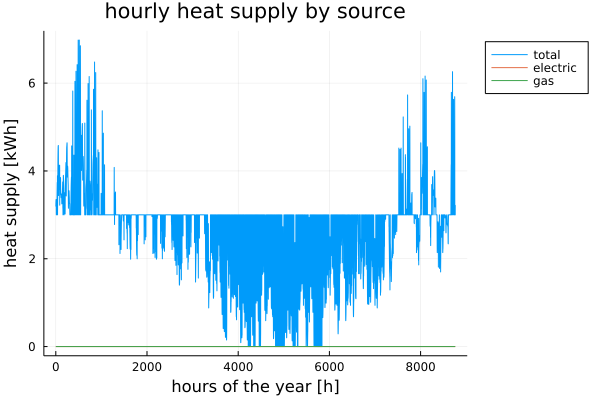 hourly heat supply by source
total
electric
gas
heat supply [kWh]
6
4
2
0
0 2000 4000 6000 8000
hours of the year [h]